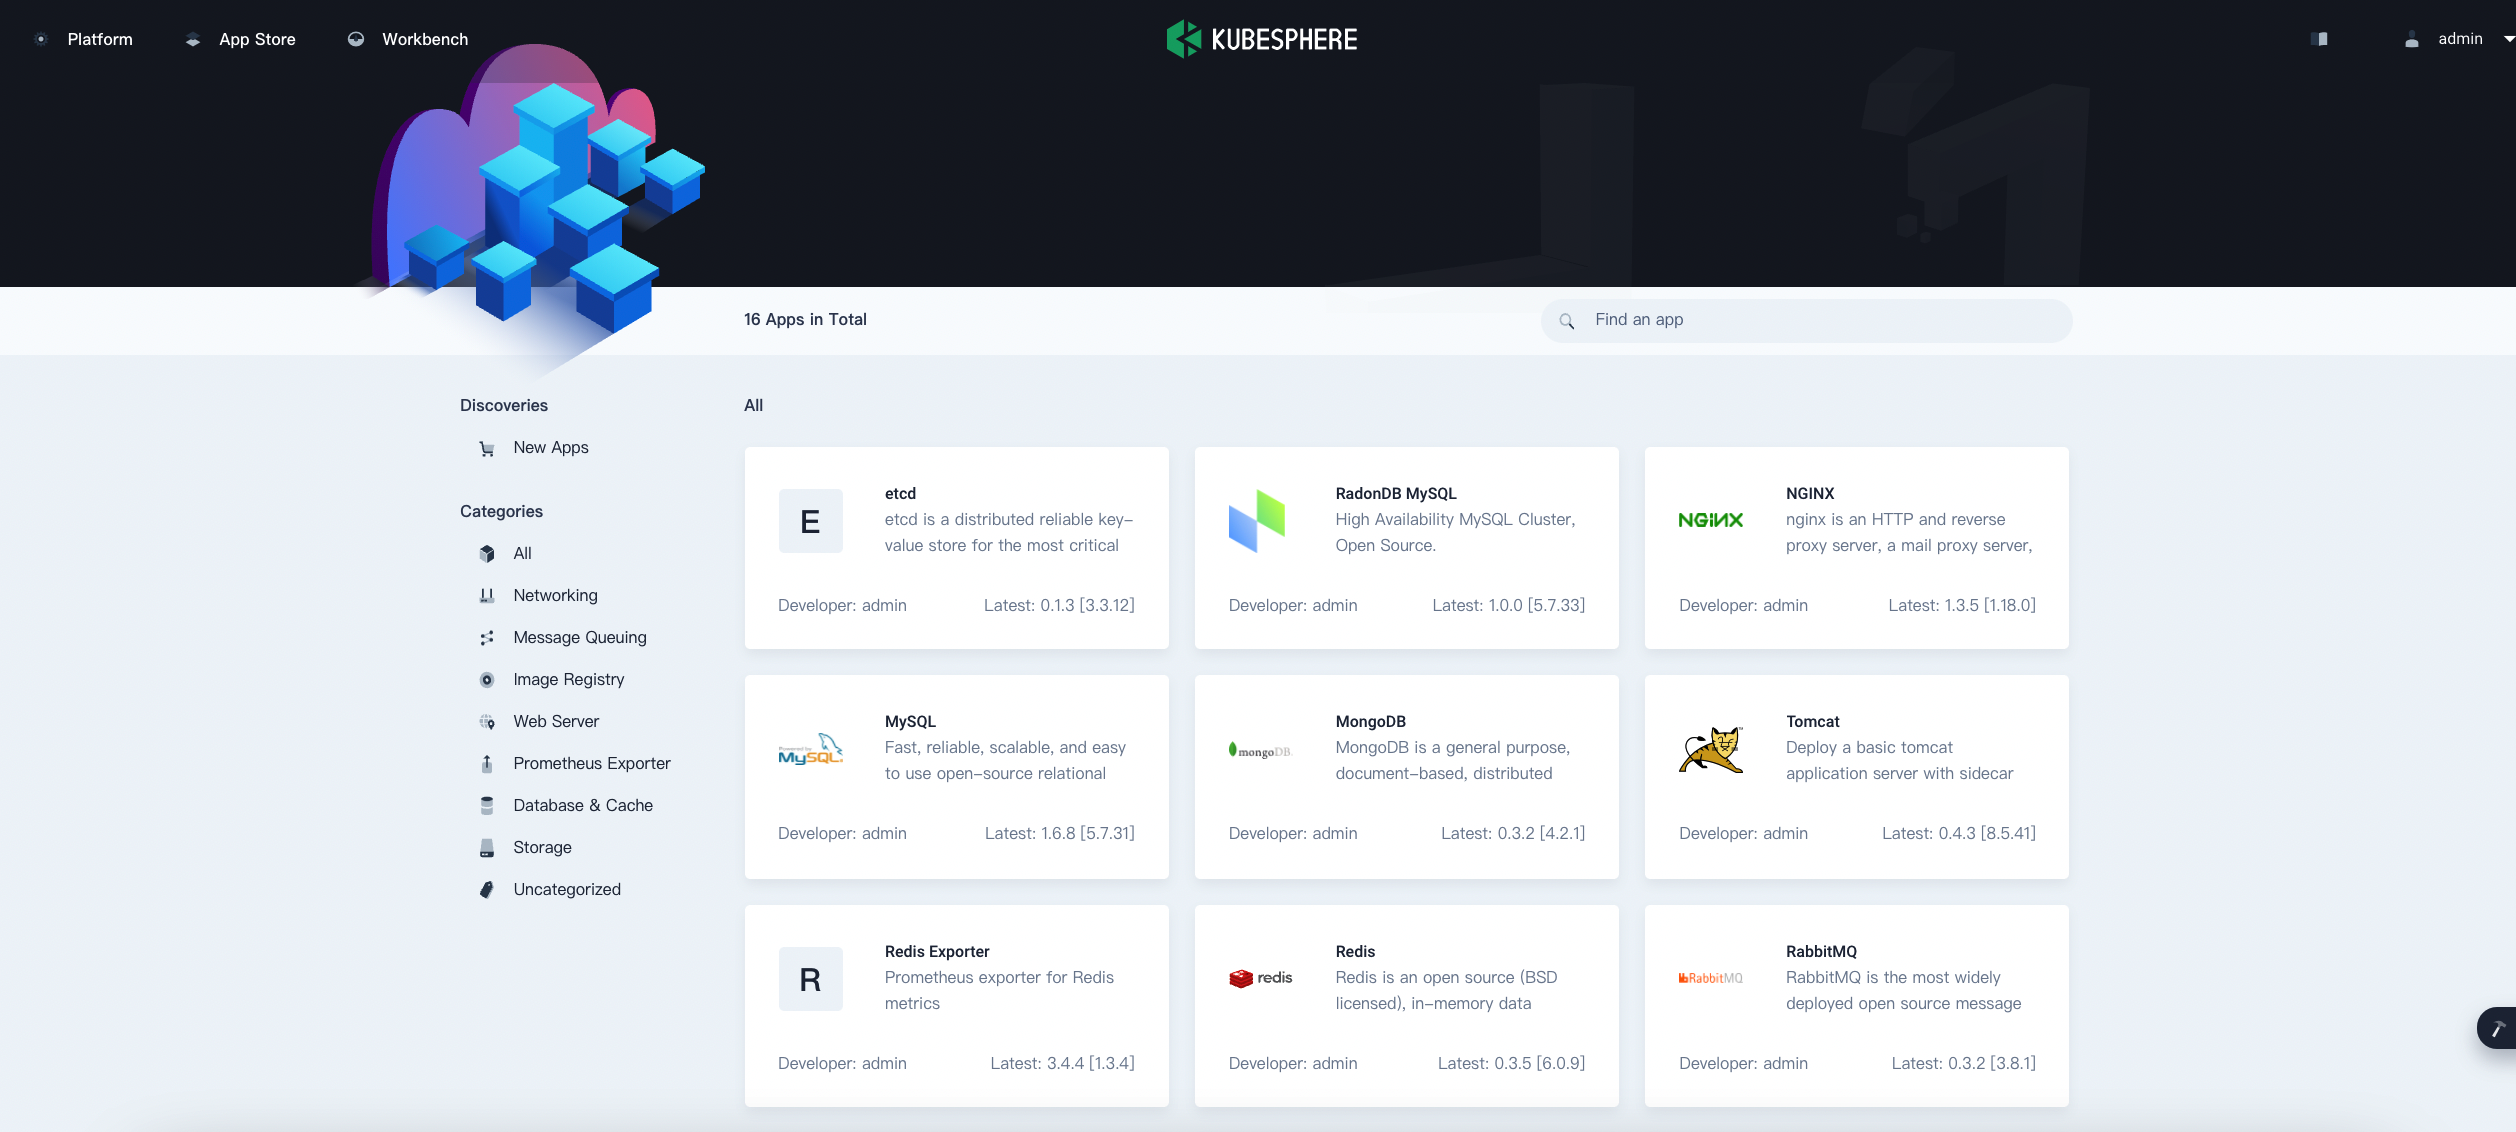 Platform
App Store
Workbench
KUBESPHERE
admin
16 Apps in Total
Find an app
Discoveries
New Apps
Categories
All
Networking
Message Queuing
Image Registry
Web Server
Prometheus Exporter
Database & Cache
Storage
Uncategorized
All
E
etcd
etcd is a distributed reliable key-
value store for the most critical
Developer: admin
Latest: 0.1.3 [3.3.12]
RadonDB MySQL
High Availability MySQL Cluster,
Open Source.
Developer: admin
Latest: 1.0.0 [5.7.33]
NGINX
NGINX
nginx is an HTTP and reverse
proxy server, a mail proxy server,
Developer: admin
Latest: 1.3.5 [1.18.0]
Powered by
MySQL
MySQL
Fast, reliable, scalable, and easy
to use open-source relational
Developer: admin
Latest: 1.6.8 [5.7.31]
mongoDB
MongoDB
MongoDB is a general purpose,
document-based, distributed
Developer: admin
Latest: 0.3.2 [4.2.1]
Tomcat
Deploy a basic tomcat
application server with sidecar
Developer: admin
Latest: 0.4.3 [8.5.41]
R
Redis Exporter
Prometheus exporter for Redis
metrics
Developer: admin
Latest: 3.4.4 [1.3.4]
redis
Redis
Redis is an open source (BSD
licensed), in-memory data
Developer: admin
Latest: 0.3.5 [6.0.9]
RabbitMQ
RabbitMQ
RabbitMQ is the most widely
deployed open source message
Developer: admin
Latest: 0.3.2 [3.8.1]